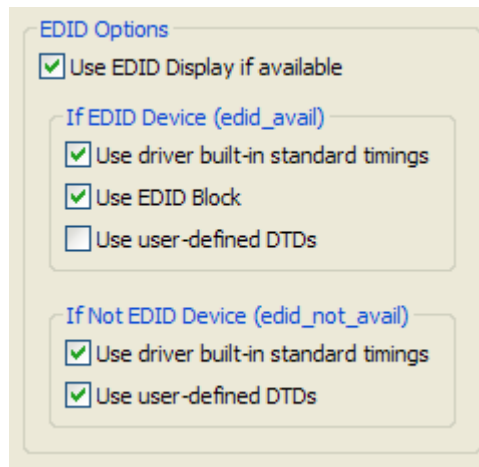 EDID Options
Use EDID Display if available
If EDID Device (edid_avail)
Use driver built-in standard timings
Use EDID Block
Use user-defined DTDs
If Not EDID Device (edid_not_avail)
Use driver built-in standard timings
Use user-defined DTDs